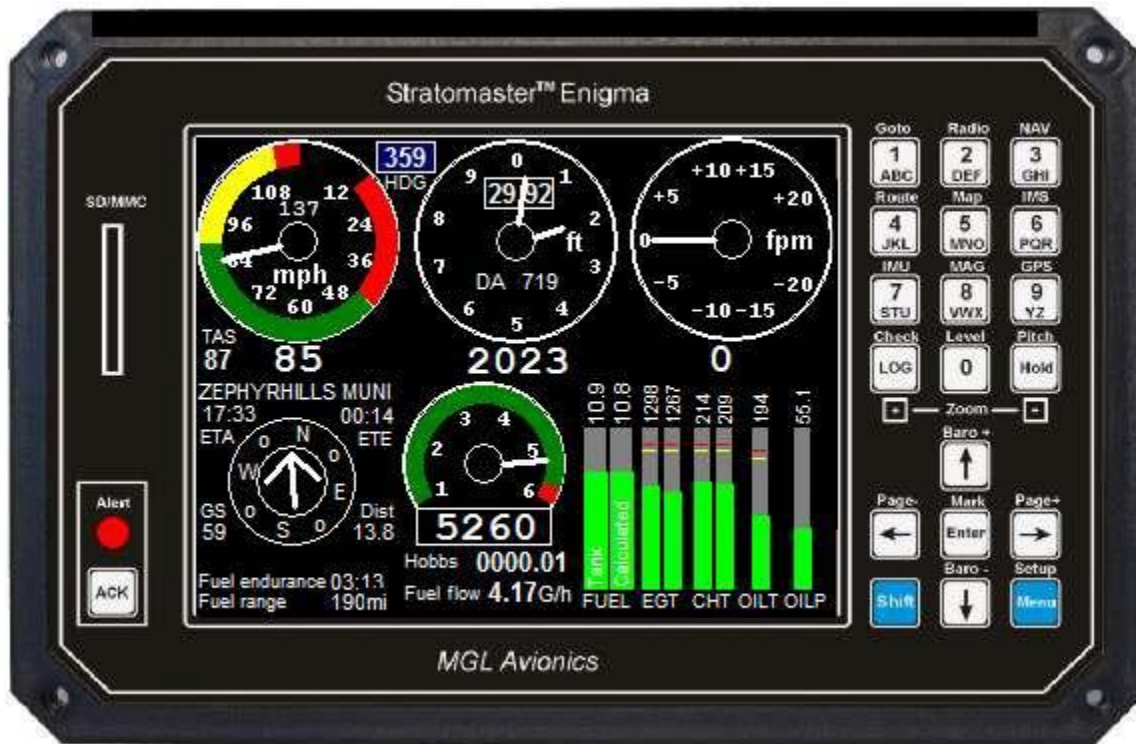 Stratomaster™ Enigma
SD/MMC
Alert
ACK
108 12
137
96 24
84 36
mph
72 60 48
TAS
87 85
359
HDG
0
9 1
29.92
8 2
ft
7 3
DA 719
6 4
5
2023
+10 +15
+5 +20
0 fpm
-5 -20
-10 -15
0
ZEPHYRHILLS MUNI
17:33 00:14
ETA ETE
N
W E
S
GS Dist
59 13.8
Fuel endurance 03:13
Fuel range 190mi
3 4
2 5
1 6
5260
Hobbs 0000.01
Fuel flow 4.17G/h
10.9 10.8 1298 1267 214 209 194 55.1
Tank Calculated
FUEL EGT CHT OILT OILP
Goto Radio NAV
1 2 3
ABC DEF GHI
Route Map IMS
4 5 6
JKL MNO PQR
IMU MAG GPS
7 8 9
STU VWX YZ
Check Level Pitch
LOG 0 Hold
+ Zoom -
Baro +
Page- Mark Page+
Enter
Baro - Setup
Shift Menu
MGL Avionics